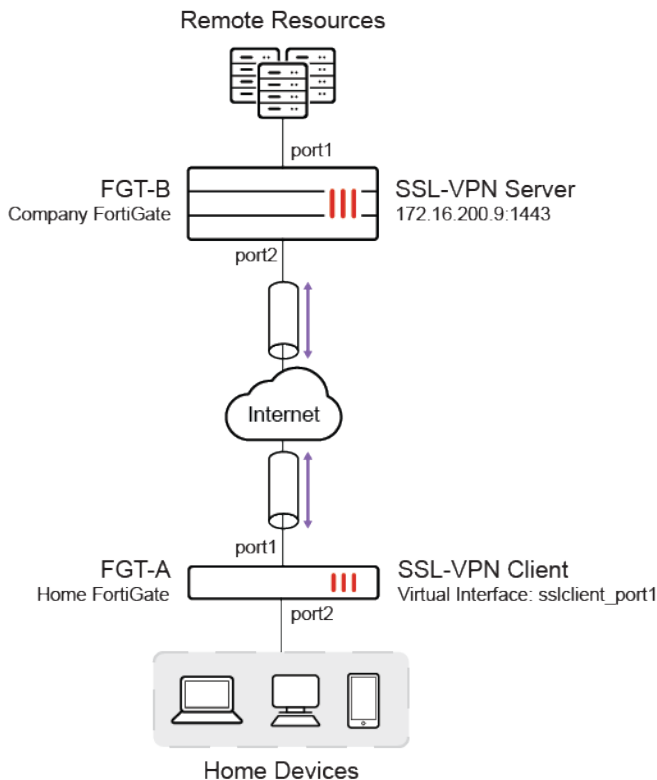 Remote Resources
port1
FGT-B
Company FortiGate
SSL-VPN Server
172.16.200.9:1443
port2
Internet
port1
FGT-A
Home FortiGate
SSL-VPN Client
Virtual Interface: sslclient_port1
port2
Home Devices